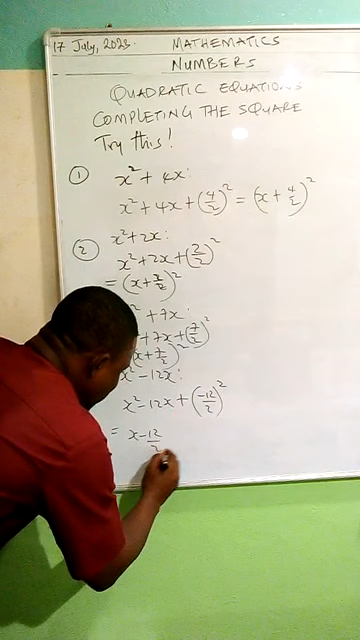 17 July, 2023. MATHEMATICS
NUMBERS
QUADRATIC EQUATIONS
COMPLETING THE SQUARE
Try this!
① x² + 4x:
x² + 4x + (4/2)² = (x + 4/2)²
② x² + 2x:
x² + 2x + (2/2)²
= (x + 2/2)²
² + 7x:
+ 7x + (7/2)²
(x + 7/2)²
x² - 12x:
x² - 12x + (-12/2)²
= x - 12/2